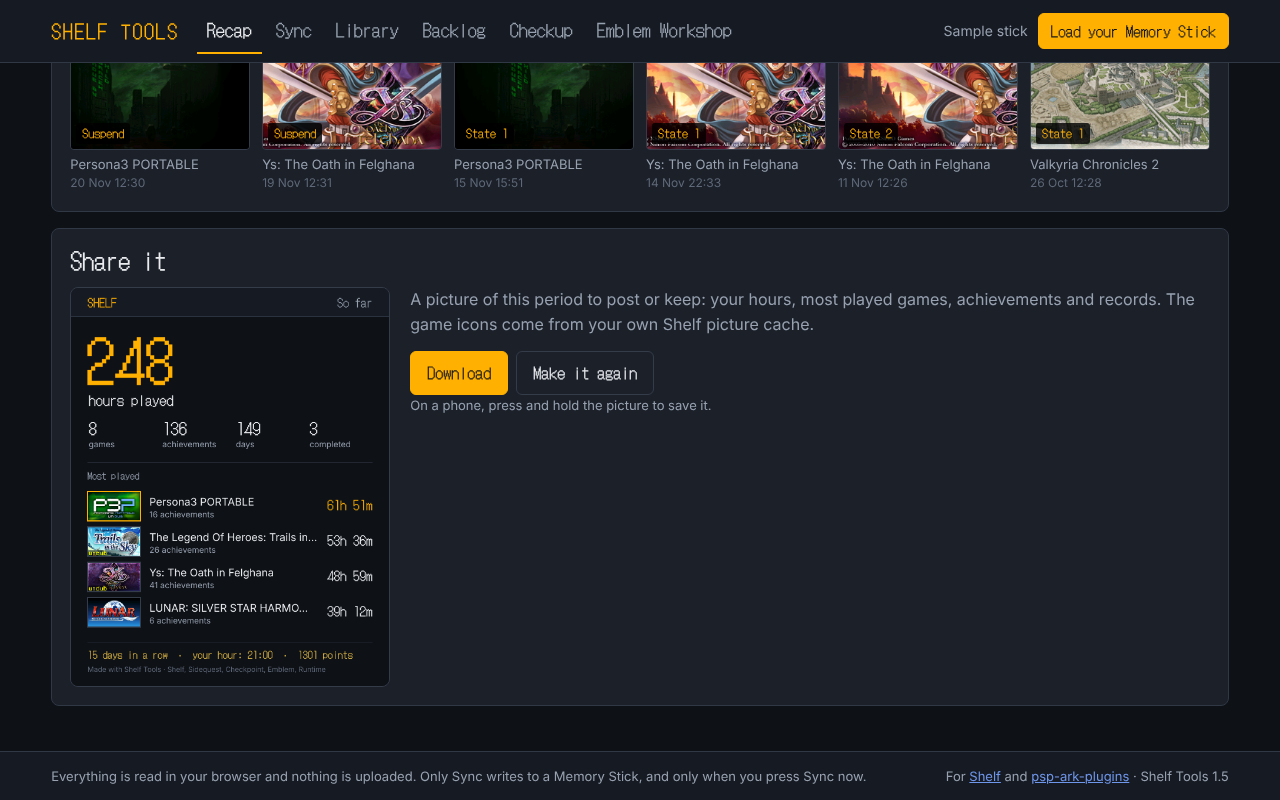 SHELF TOOLS
Recap
Sync
Library
Backlog
Checkup
Emblem Workshop
Sample stick
Load your Memory Stick
Suspend
Suspend
State 1
State 1
State 2
State 1
Persona3 PORTABLE
Ys: The Oath in Felghana
Persona3 PORTABLE
Ys: The Oath in Felghana
Ys: The Oath in Felghana
Valkyria Chronicles 2
20 Nov 12:30
19 Nov 12:31
15 Nov 15:51
14 Nov 22:33
11 Nov 12:26
26 Oct 12:28
Share it
SHELF
So far
248
hours played
8
136
149
3
games
achievements
days
completed
Most played
Persona3 PORTABLE
16 achievements
61h 51m
The Legend Of Heroes: Trails in...
26 achievements
53h 36m
Ys: The Oath in Felghana
41 achievements
48h 59m
LUNAR: SILVER STAR HARMO...
6 achievements
39h 12m
15 days in a row · your hour: 21:00 · 1301 points
Made with Shelf Tools · Shelf, Sidequest, Checkpoint, Emblem, Runtime
A picture of this period to post or keep: your hours, most played games, achievements and records. The
game icons come from your own Shelf picture cache.
Download
Make it again
On a phone, press and hold the picture to save it.
Everything is read in your browser and nothing is uploaded. Only Sync writes to a Memory Stick, and only when you press Sync now.
For Shelf and psp-ark-plugins · Shelf Tools 1.5